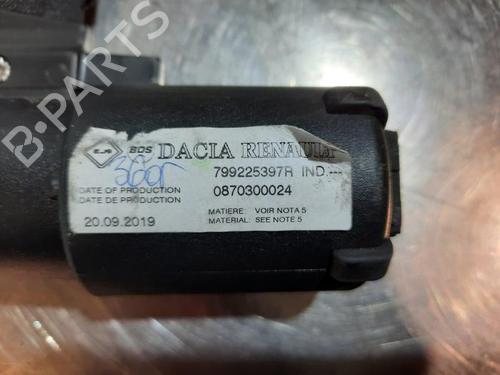 B-PARTS
BDS DACIA RENAULT
799225397R IND.---
DATE OF PRODUCTION 0870300024
DATE DE PRODUCTION
MATIERE: VOIR NOTA 5
20.09.2019 MATERIAL: SEE NOTE 5